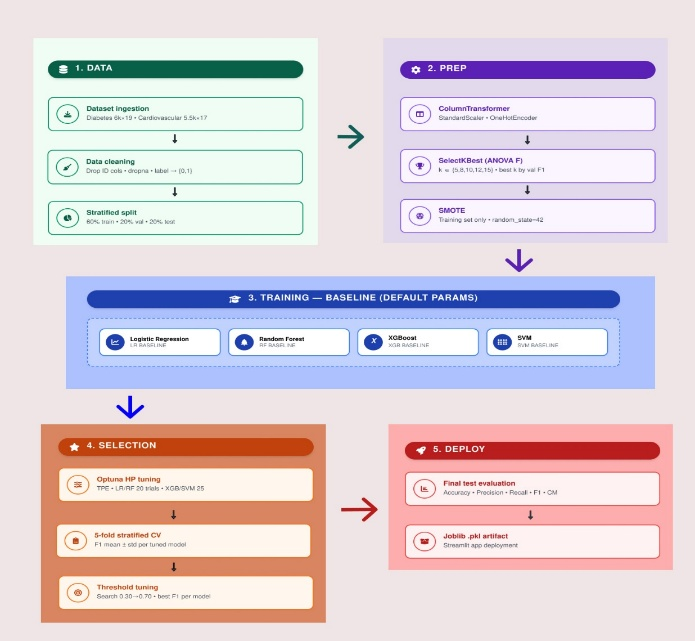 1. DATA
Dataset ingestion
Diabetes 6k×19 • Cardiovascular 5.5k×17
Data cleaning
Drop ID cols • dropna • label → {0,1}
Stratified split
60% train • 20% val • 20% test
2. PREP
ColumnTransformer
StandardScaler • OneHotEncoder
SelectKBest (ANOVA F)
k ∈ {5,8,10,12,15} • best k by val F1
SMOTE
Training set only • random_state=42
3. TRAINING — BASELINE (DEFAULT PARAMS)
Logistic Regression
LR BASELINE
Random Forest
RF BASELINE
X
XGBoost
XGB BASELINE
SVM
SVM BASELINE
4. SELECTION
Optuna HP tuning
TPE • LR/RF 20 trials • XGB/SVM 25
5-fold stratified CV
F1 mean ± std per tuned model
Threshold tuning
Search 0.30→0.70 • best F1 per model
5. DEPLOY
Final test evaluation
Accuracy • Precision • Recall • F1 • CM
Joblib .pkl artifact
Streamlit app deployment